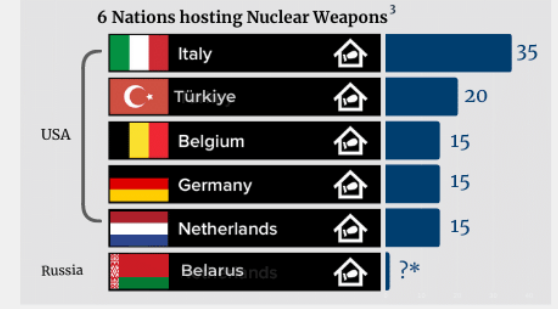 6 Nations hosting Nuclear Weapons³
Italy 35
Türkiye 20
USA
Belgium 15
Germany 15
Netherlands 15
Russia
Belarus ?*